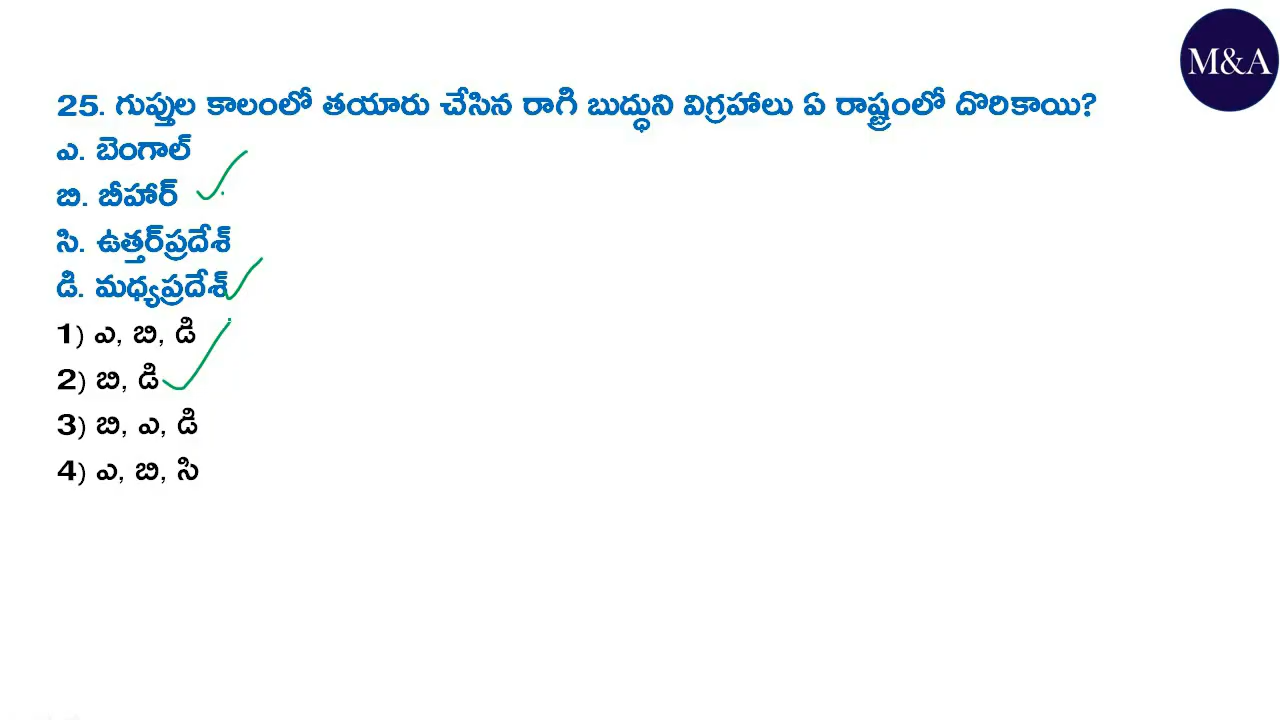 M&A
25. గుప్తుల కాలంలో తయారు చేసిన రాగి బుద్ధుని విగ్రహాలు ఏ రాష్ట్రంలో దొరికాయి?
ఎ. బెంగాల్
బి. బీహార్
సి. ఉత్తర్‌ప్రదేశ్
డి. మధ్యప్రదేశ్
1) ఎ, బి, డి
2) బి, డి
3) బి, ఎ, డి
4) ఎ, బి, సి